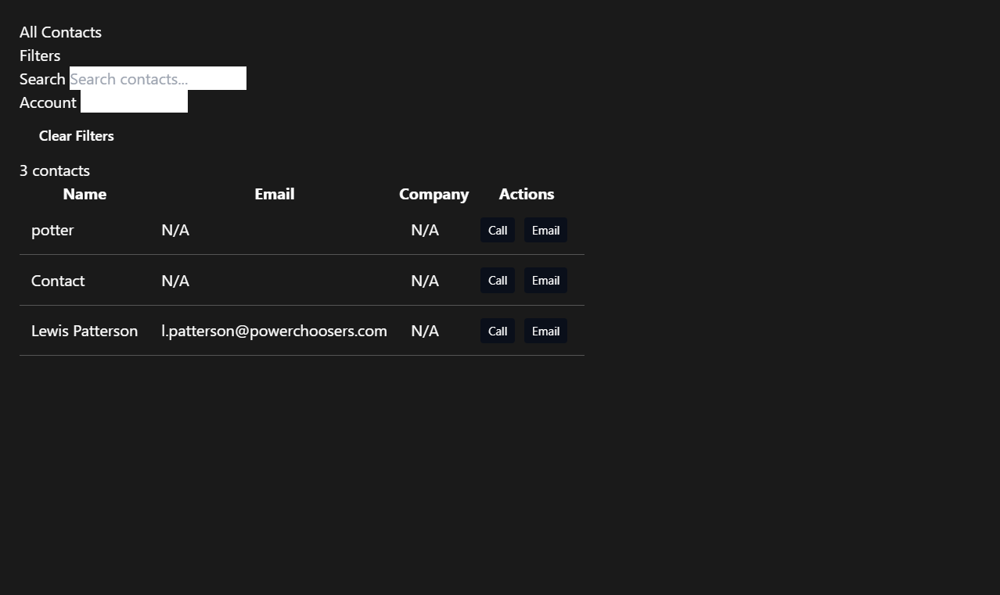 All Contacts
Filters
Search Search contacts...
Account
Clear Filters
3 contacts
Name Email Company Actions
potter N/A N/A Call Email
Contact N/A N/A Call Email
Lewis Patterson l.patterson@powerchoosers.com N/A Call Email